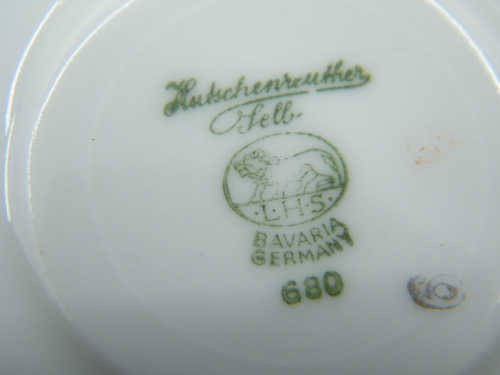 Hutschenreuther
Selb
·L·H·S·
BAVARIA
GERMANY
680